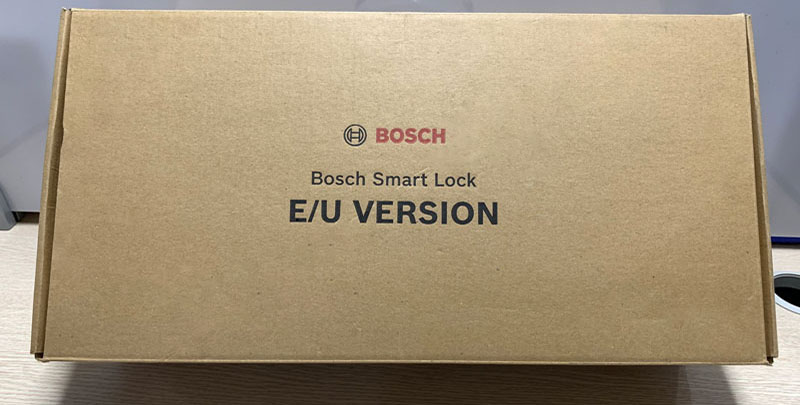 BOSCH
Bosch Smart Lock
E/U VERSION